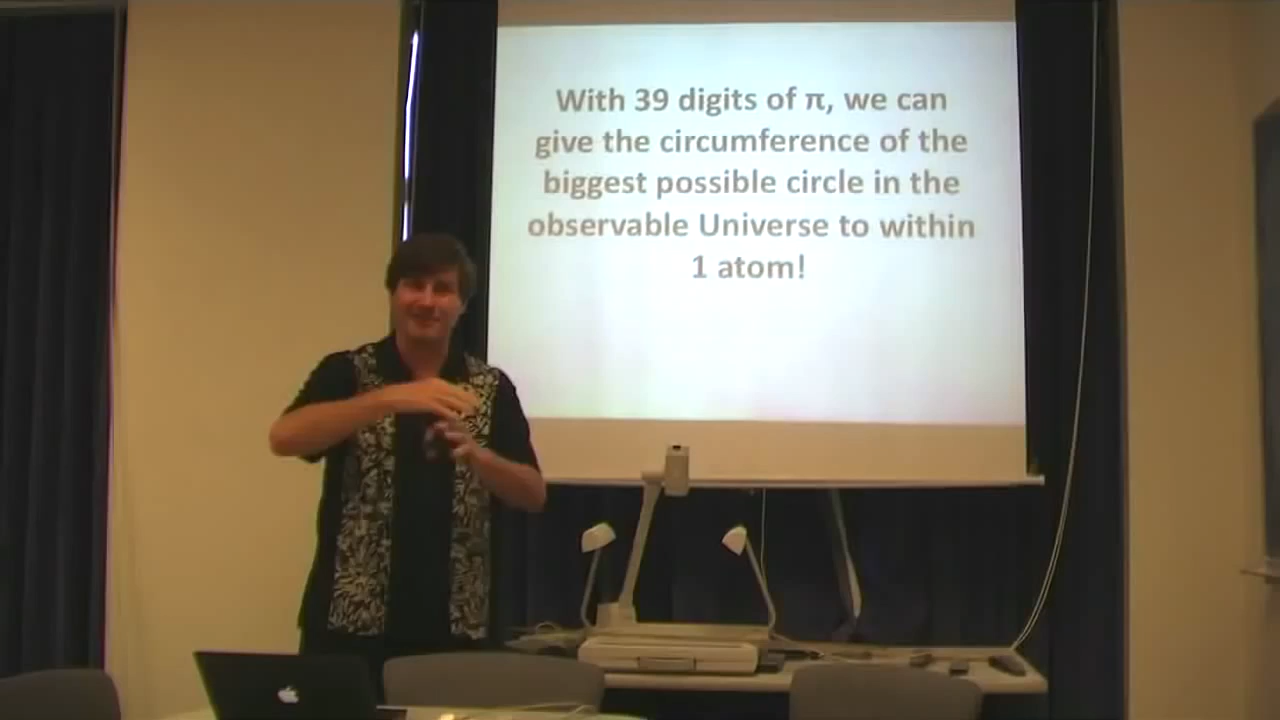 With 39 digits of π, we can
give the circumference of the
biggest possible circle in the
observable Universe to within
1 atom!